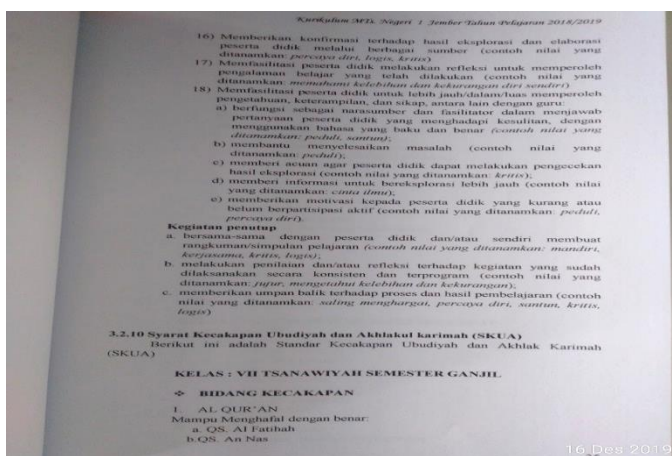 Kurikulum MTs. Negeri 1 Jember Tahun Pelajaran 2018/2019
16) Memberikan konfirmasi terhadap hasil eksplorasi dan elaborasi
peserta didik melalui berbagai sumber (contoh nilai yang
ditanamkan: percaya diri, logis, kritis)
17) Memfasilitasi peserta didik melakukan refleksi untuk memperoleh
pengalaman belajar yang telah dilakukan (contoh nilai yang
ditanamkan: memahami kelebihan dan kekurangan diri sendiri)
18) Memfasilitasi peserta didik untuk lebih jauh/dalam/luas memperoleh
pengetahuan, keterampilan, dan sikap, antara lain dengan guru:
a) berfungsi sebagai narasumber dan fasilitator dalam menjawab
pertanyaan peserta didik yang menghadapi kesulitan, dengan
menggunakan bahasa yang baku dan benar (contoh nilai yang
ditanamkan: peduli, santun);
b) membantu menyelesaikan masalah (contoh nilai yang
ditanamkan: peduli);
c) memberi acuan agar peserta didik dapat melakukan pengecekan
hasil eksplorasi (contoh nilai yang ditanamkan: kritis);
d) memberi informasi untuk bereksplorasi lebih jauh (contoh nilai
yang ditanamkan: cinta ilmu);
e) memberikan motivasi kepada peserta didik yang kurang atau
belum berpartisipasi aktif (contoh nilai yang ditanamkan: peduli,
percaya diri).
Kegiatan penutup
a. bersama-sama dengan peserta didik dan/atau sendiri membuat
rangkuman/simpulan pelajaran (contoh nilai yang ditanamkan: mandiri,
kerjasama, kritis, logis);
b. melakukan penilaian dan/atau refleksi terhadap kegiatan yang sudah
dilaksanakan secara konsisten dan terprogram (contoh nilai yang
ditanamkan: jujur, mengetahui kelebihan dan kekurangan);
c. memberikan umpan balik terhadap proses dan hasil pembelajaran (contoh
nilai yang ditanamkan: saling menghargai, percaya diri, santun, kritis,
logis)
3.2.10 Syarat Kecakapan Ubudiyah dan Akhlakul karimah (SKUA)
Berikut ini adalah Standar Kecakapan Ubudiyah dan Akhlak Karimah
(SKUA)
KELAS : VII TSANAWIYAH SEMESTER GANJIL
❖ BIDANG KECAKAPAN
1. AL QUR'AN
Mampu Menghafal dengan benar:
a. QS. Al Fatihah
b.QS. An Nas
16 Des 2019